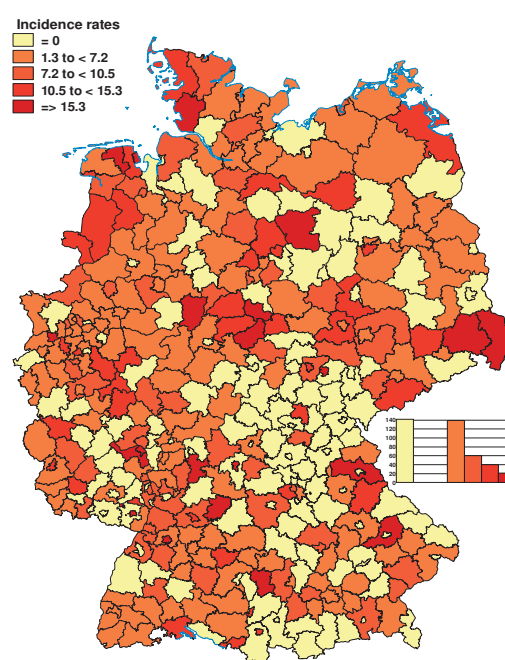 Incidence rates
= 0
1.3 to < 7.2
7.2 to < 10.5
10.5 to < 15.3
=> 15.3
140
120
100
80
60
40
20
0